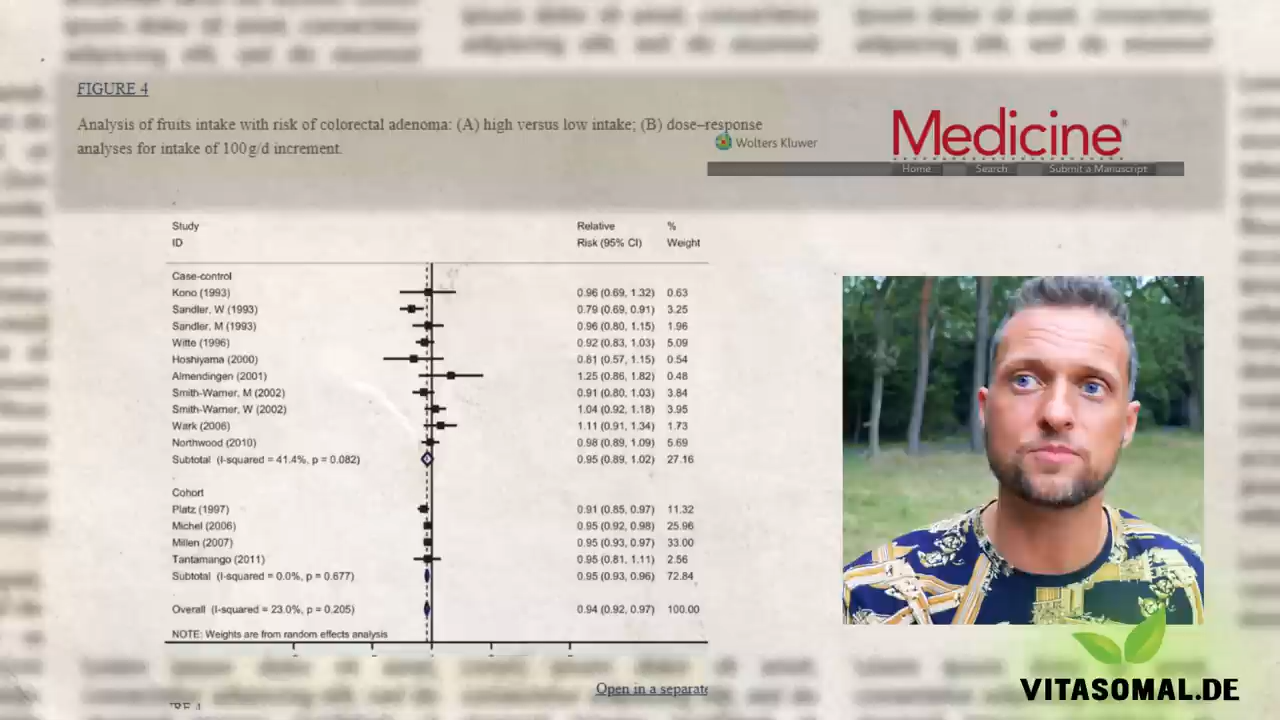 FIGURE 4
Analysis of fruits intake with risk of colorectal adenoma: (A) high versus low intake; (B) dose–response
analyses for intake of 100g/d increment.
Wolters Kluwer
Medicine®
Home Search Submit a Manuscript
Study Relative %
ID Risk (95% CI) Weight
Case-control
Kono (1993) 0.96 (0.69, 1.32) 0.63
Sandler, W (1993) 0.79 (0.69, 0.91) 3.25
Sandler, M (1993) 0.96 (0.80, 1.15) 1.96
Witte (1996) 0.92 (0.83, 1.03) 5.09
Hoshiyama (2000) 0.81 (0.57, 1.15) 0.54
Almendingen (2001) 1.25 (0.86, 1.82) 0.48
Smith-Warner, M (2002) 0.91 (0.80, 1.03) 3.84
Smith-Warner, W (2002) 1.04 (0.92, 1.18) 3.95
Wark (2006) 1.11 (0.91, 1.34) 1.73
Northwood (2010) 0.98 (0.89, 1.09) 5.69
Subtotal (I-squared = 41.4%, p = 0.082) 0.95 (0.89, 1.02) 27.16
Cohort
Platz (1997) 0.91 (0.85, 0.97) 11.32
Michel (2006) 0.95 (0.92, 0.98) 25.96
Millen (2007) 0.95 (0.93, 0.97) 33.00
Tantamango (2011) 0.95 (0.81, 1.11) 2.56
Subtotal (I-squared = 0.0%, p = 0.677) 0.95 (0.93, 0.96) 72.84
Overall (I-squared = 23.0%, p = 0.205) 0.94 (0.92, 0.97) 100.00
NOTE: Weights are from random effects analysis
Open in a separate
VITASOMAL.DE